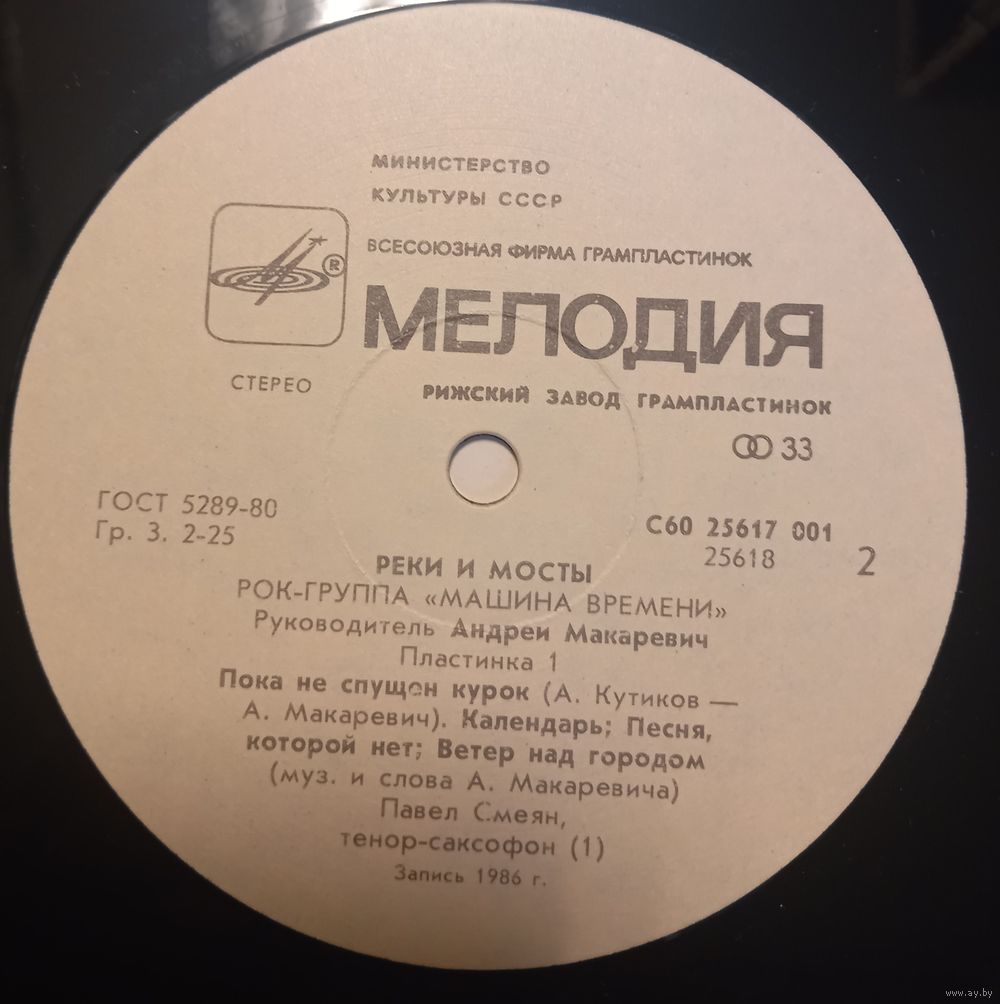 МИНИСТЕРСТВО
КУЛЬТУРЫ СССР
ВСЕСОЮЗНАЯ ФИРМА ГРАМПЛАСТИНОК
®
МЕЛОДИЯ
СТЕРЕО
РИЖСКИЙ ЗАВОД ГРАМПЛАСТИНОК
33
ГОСТ 5289-80
Гр. 3. 2-25
С60 25617 001
25618
2
РЕКИ И МОСТЫ
РОК-ГРУППА «МАШИНА ВРЕМЕНИ»
Руководитель Андрей Макаревич
Пластинка 1
Пока не спущен курок (А. Кутиков —
А. Макаревич). Календарь; Песня,
которой нет; Ветер над городом
(муз. и слова А. Макаревича)
Павел Смеян,
тенор-саксофон (1)
Запись 1986 г.
www.ay.by